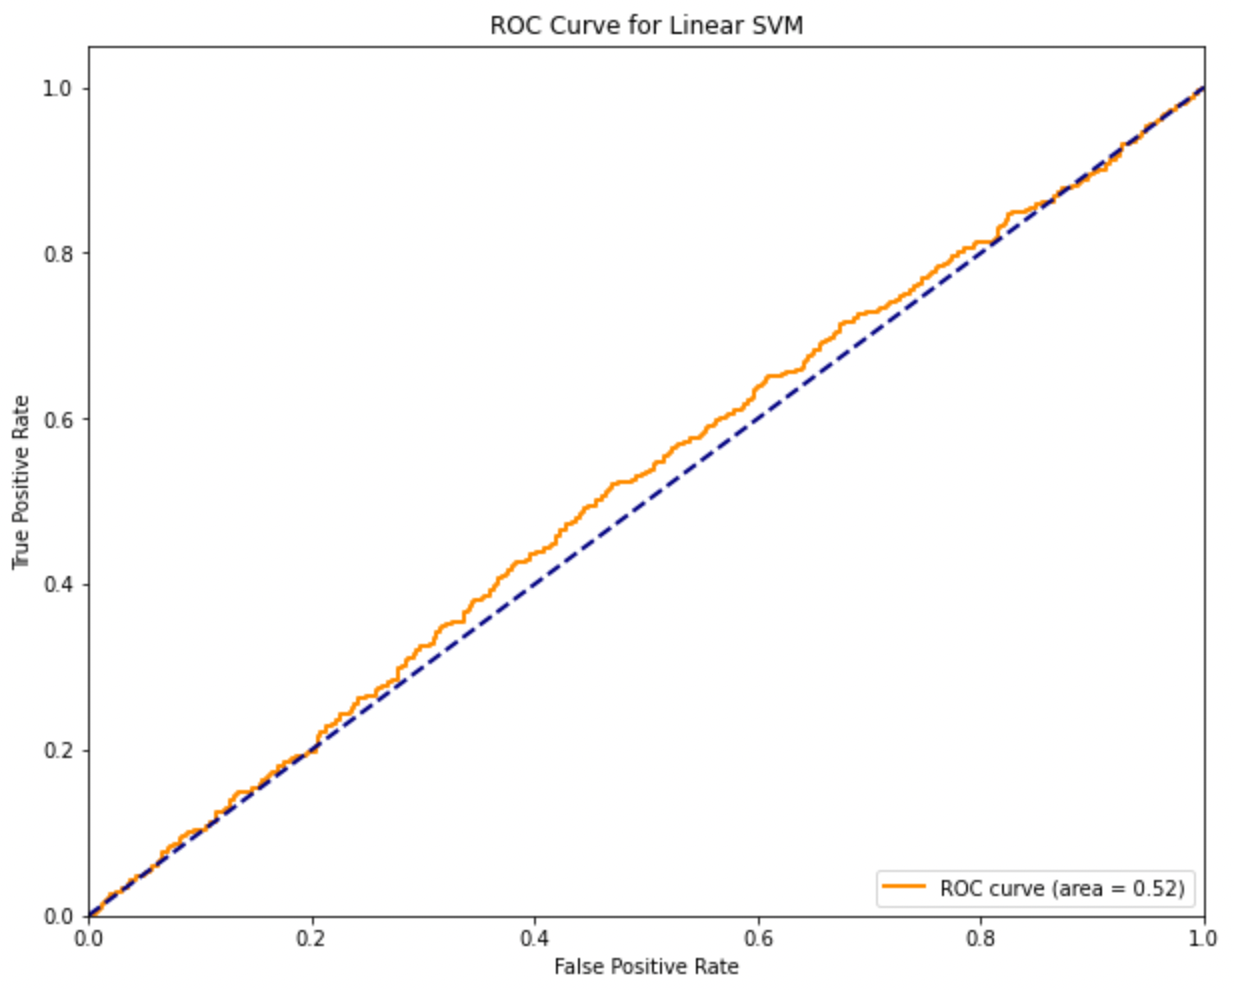 ROC Curve for Linear SVM
1.0
0.8
0.6
0.4
0.2
0.0
True Positive Rate
ROC curve (area = 0.52)
0.0 0.2 0.4 0.6 0.8 1.0
False Positive Rate